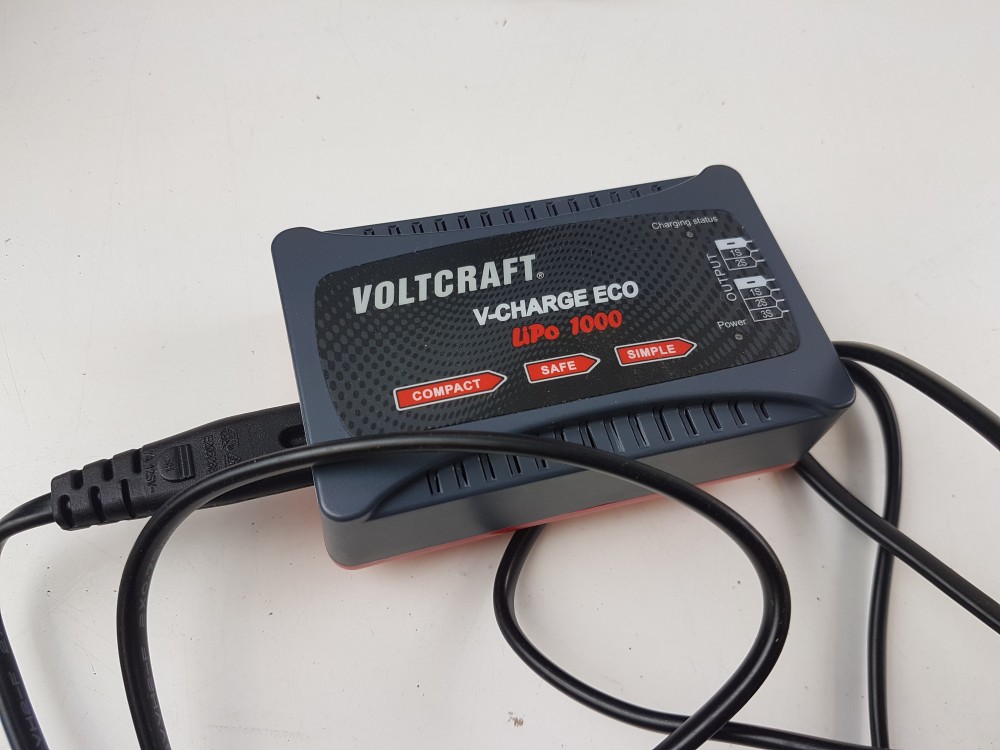 Charging status
VOLTCRAFT®
V-CHARGE ECO
LiPo 1000
COMPACT
SAFE
SIMPLE
OUTPUT
1S
2S
1S
2S
3S
Power